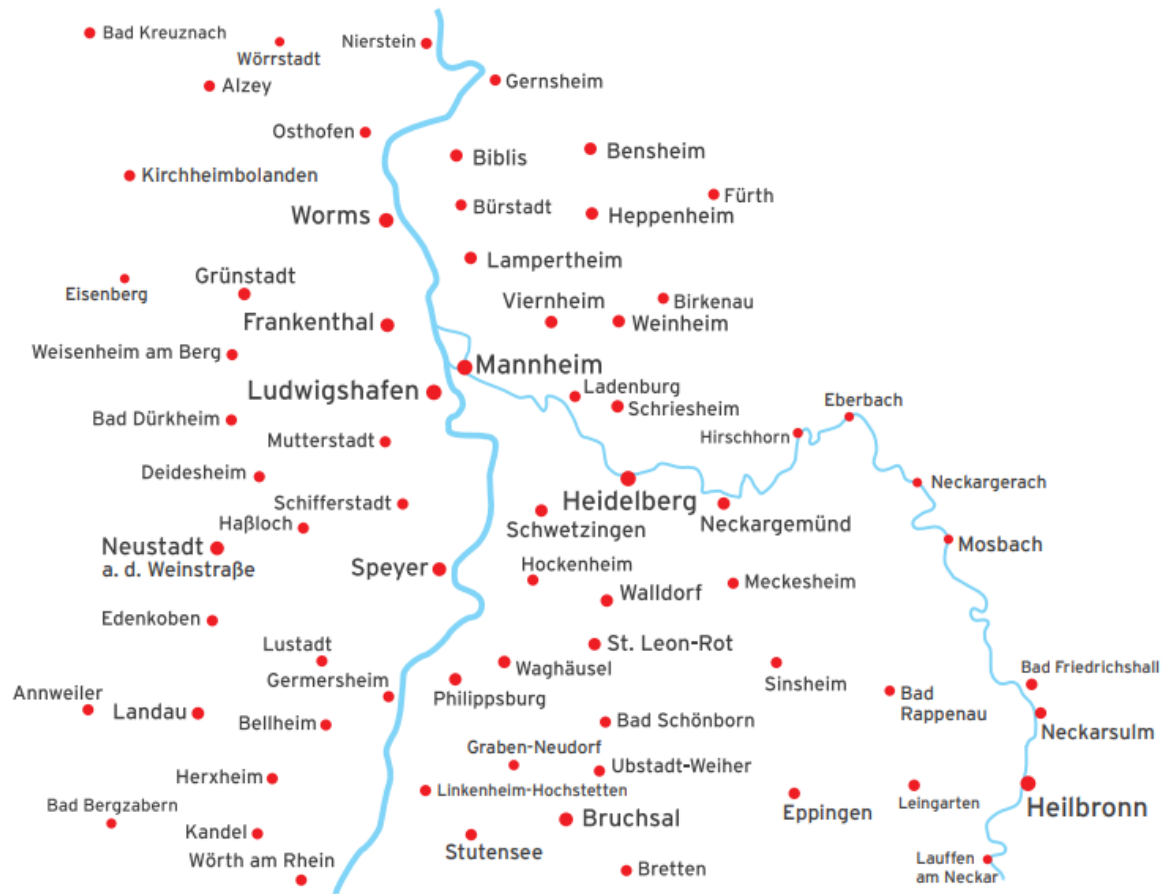 Bad Kreuznach
Wörrstadt
Nierstein
Alzey
Gernsheim
Osthofen
Biblis
Bensheim
Kirchheimbolanden
Fürth
Worms
Bürstadt
Heppenheim
Lampertheim
Grünstadt
Eisenberg
Viernheim
Birkenau
Frankenthal
Weinheim
Weisenheim am Berg
Mannheim
Ludwigshafen
Ladenburg
Schriesheim
Eberbach
Bad Dürkheim
Mutterstadt
Hirschhorn
Deidesheim
Neckargerach
Schifferstadt
Heidelberg
Haßloch
Schwetzingen
Neckargemünd
Neustadt
a. d. Weinstraße
Mosbach
Speyer
Hockenheim
Meckesheim
Walldorf
Edenkoben
Lustadt
St. Leon-Rot
Waghäusel
Bad Friedrichshall
Germersheim
Philippsburg
Sinsheim
Annweiler
Landau
Bad
Rappenau
Bellheim
Bad Schönborn
Neckarsulm
Graben-Neudorf
Ubstadt-Weiher
Herxheim
Linkenheim-Hochstetten
Bad Bergzabern
Leingarten
Heilbronn
Eppingen
Bruchsal
Kandel
Stutensee
Wörth am Rhein
Bretten
Lauffen
am Neckar